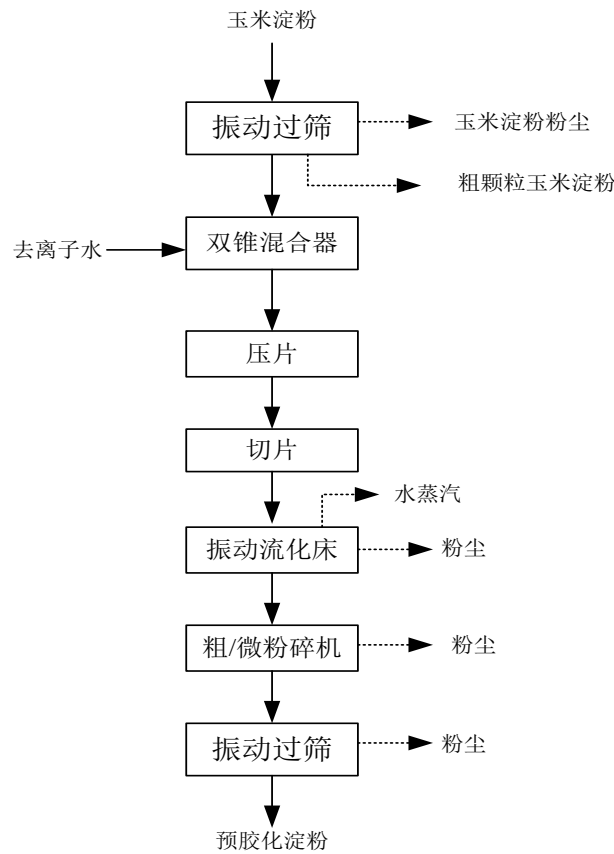 玉米淀粉
振动过筛
玉米淀粉粉尘
粗颗粒玉米淀粉
去离子水
双锥混合器
压片
切片
水蒸汽
振动流化床
粉尘
粗/微粉碎机
粉尘
振动过筛
粉尘
预胶化淀粉